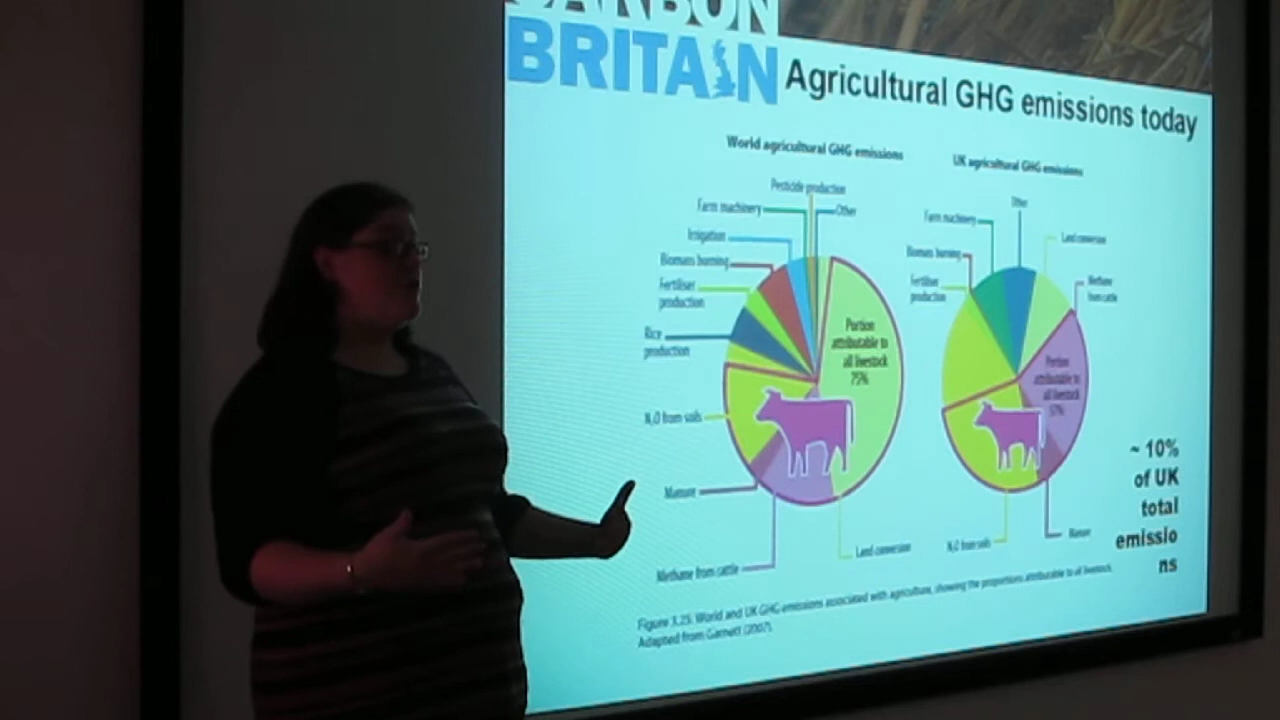 CARBON
BRITAIN
Agricultural GHG emissions today
World agricultural GHG emissions
Pesticide production
Farm machinery
Other
Irrigation
Biomass burning
Fertiliser
production
Rice
production
N₂O from soils
Manure
Methane from cattle
Land conversion
Portion
attributable to
all livestock
75%
UK agricultural GHG emissions
Other
Farm machinery
Land conversion
Biomass burning
Fertiliser
production
Methane
from cattle
Portion
attributable to
all livestock
57%
N₂O from soils
Manure
~ 10%
of UK
total
emissio
ns
Figure 3.23. World and UK GHG emissions associated with agriculture, showing the proportions attributable to all livestock.
Adapted from Garnett (2007).